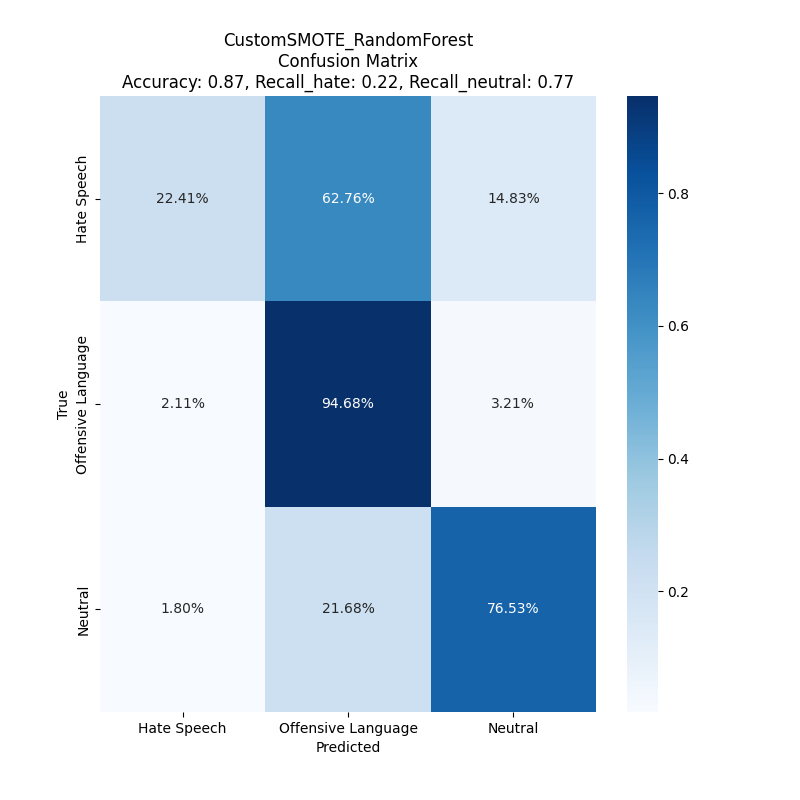 CustomSMOTE_RandomForest
Confusion Matrix
Accuracy: 0.87, Recall_hate: 0.22, Recall_neutral: 0.77
True
Hate Speech
22.41%
62.76%
14.83%
Offensive Language
2.11%
94.68%
3.21%
Neutral
1.80%
21.68%
76.53%
Hate Speech
Offensive Language
Neutral
Predicted
0.8
0.6
0.4
0.2